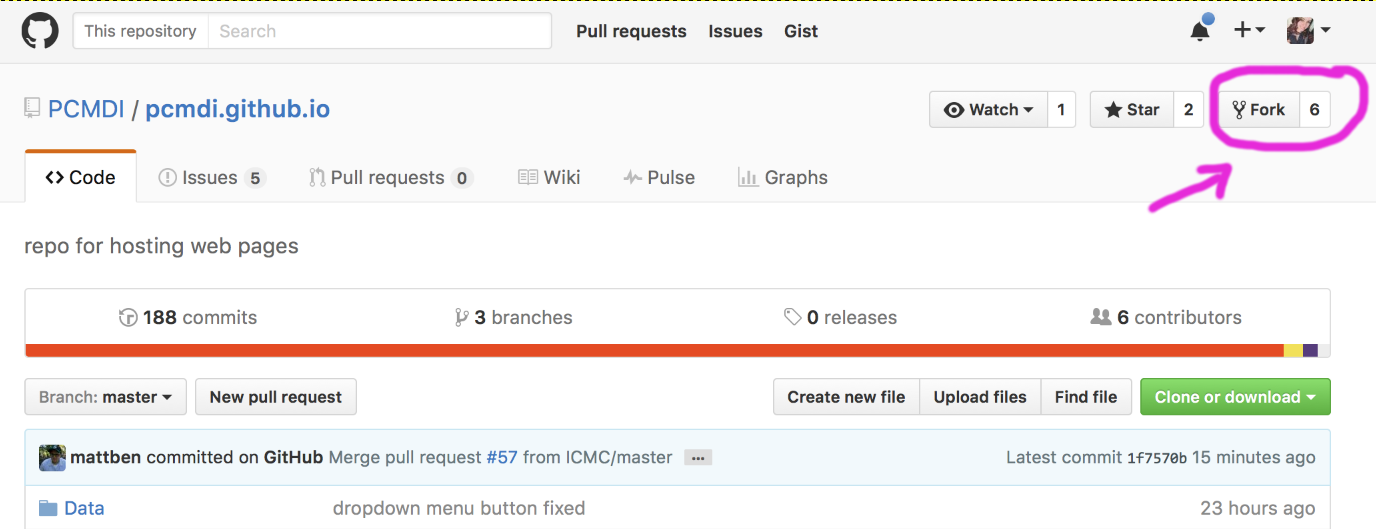 This repository Search Pull requests Issues Gist
PCMDI / pcmdi.github.io Watch 1 Star 2 Fork 6
Code Issues 5 Pull requests 0 Wiki Pulse Graphs
repo for hosting web pages
188 commits 3 branches 0 releases 6 contributors
Branch: master New pull request Create new file Upload files Find file Clone or download
mattben committed on GitHub Merge pull request #57 from ICMC/master ... Latest commit 1f7570b 15 minutes ago
Data dropdown menu button fixed 23 hours ago